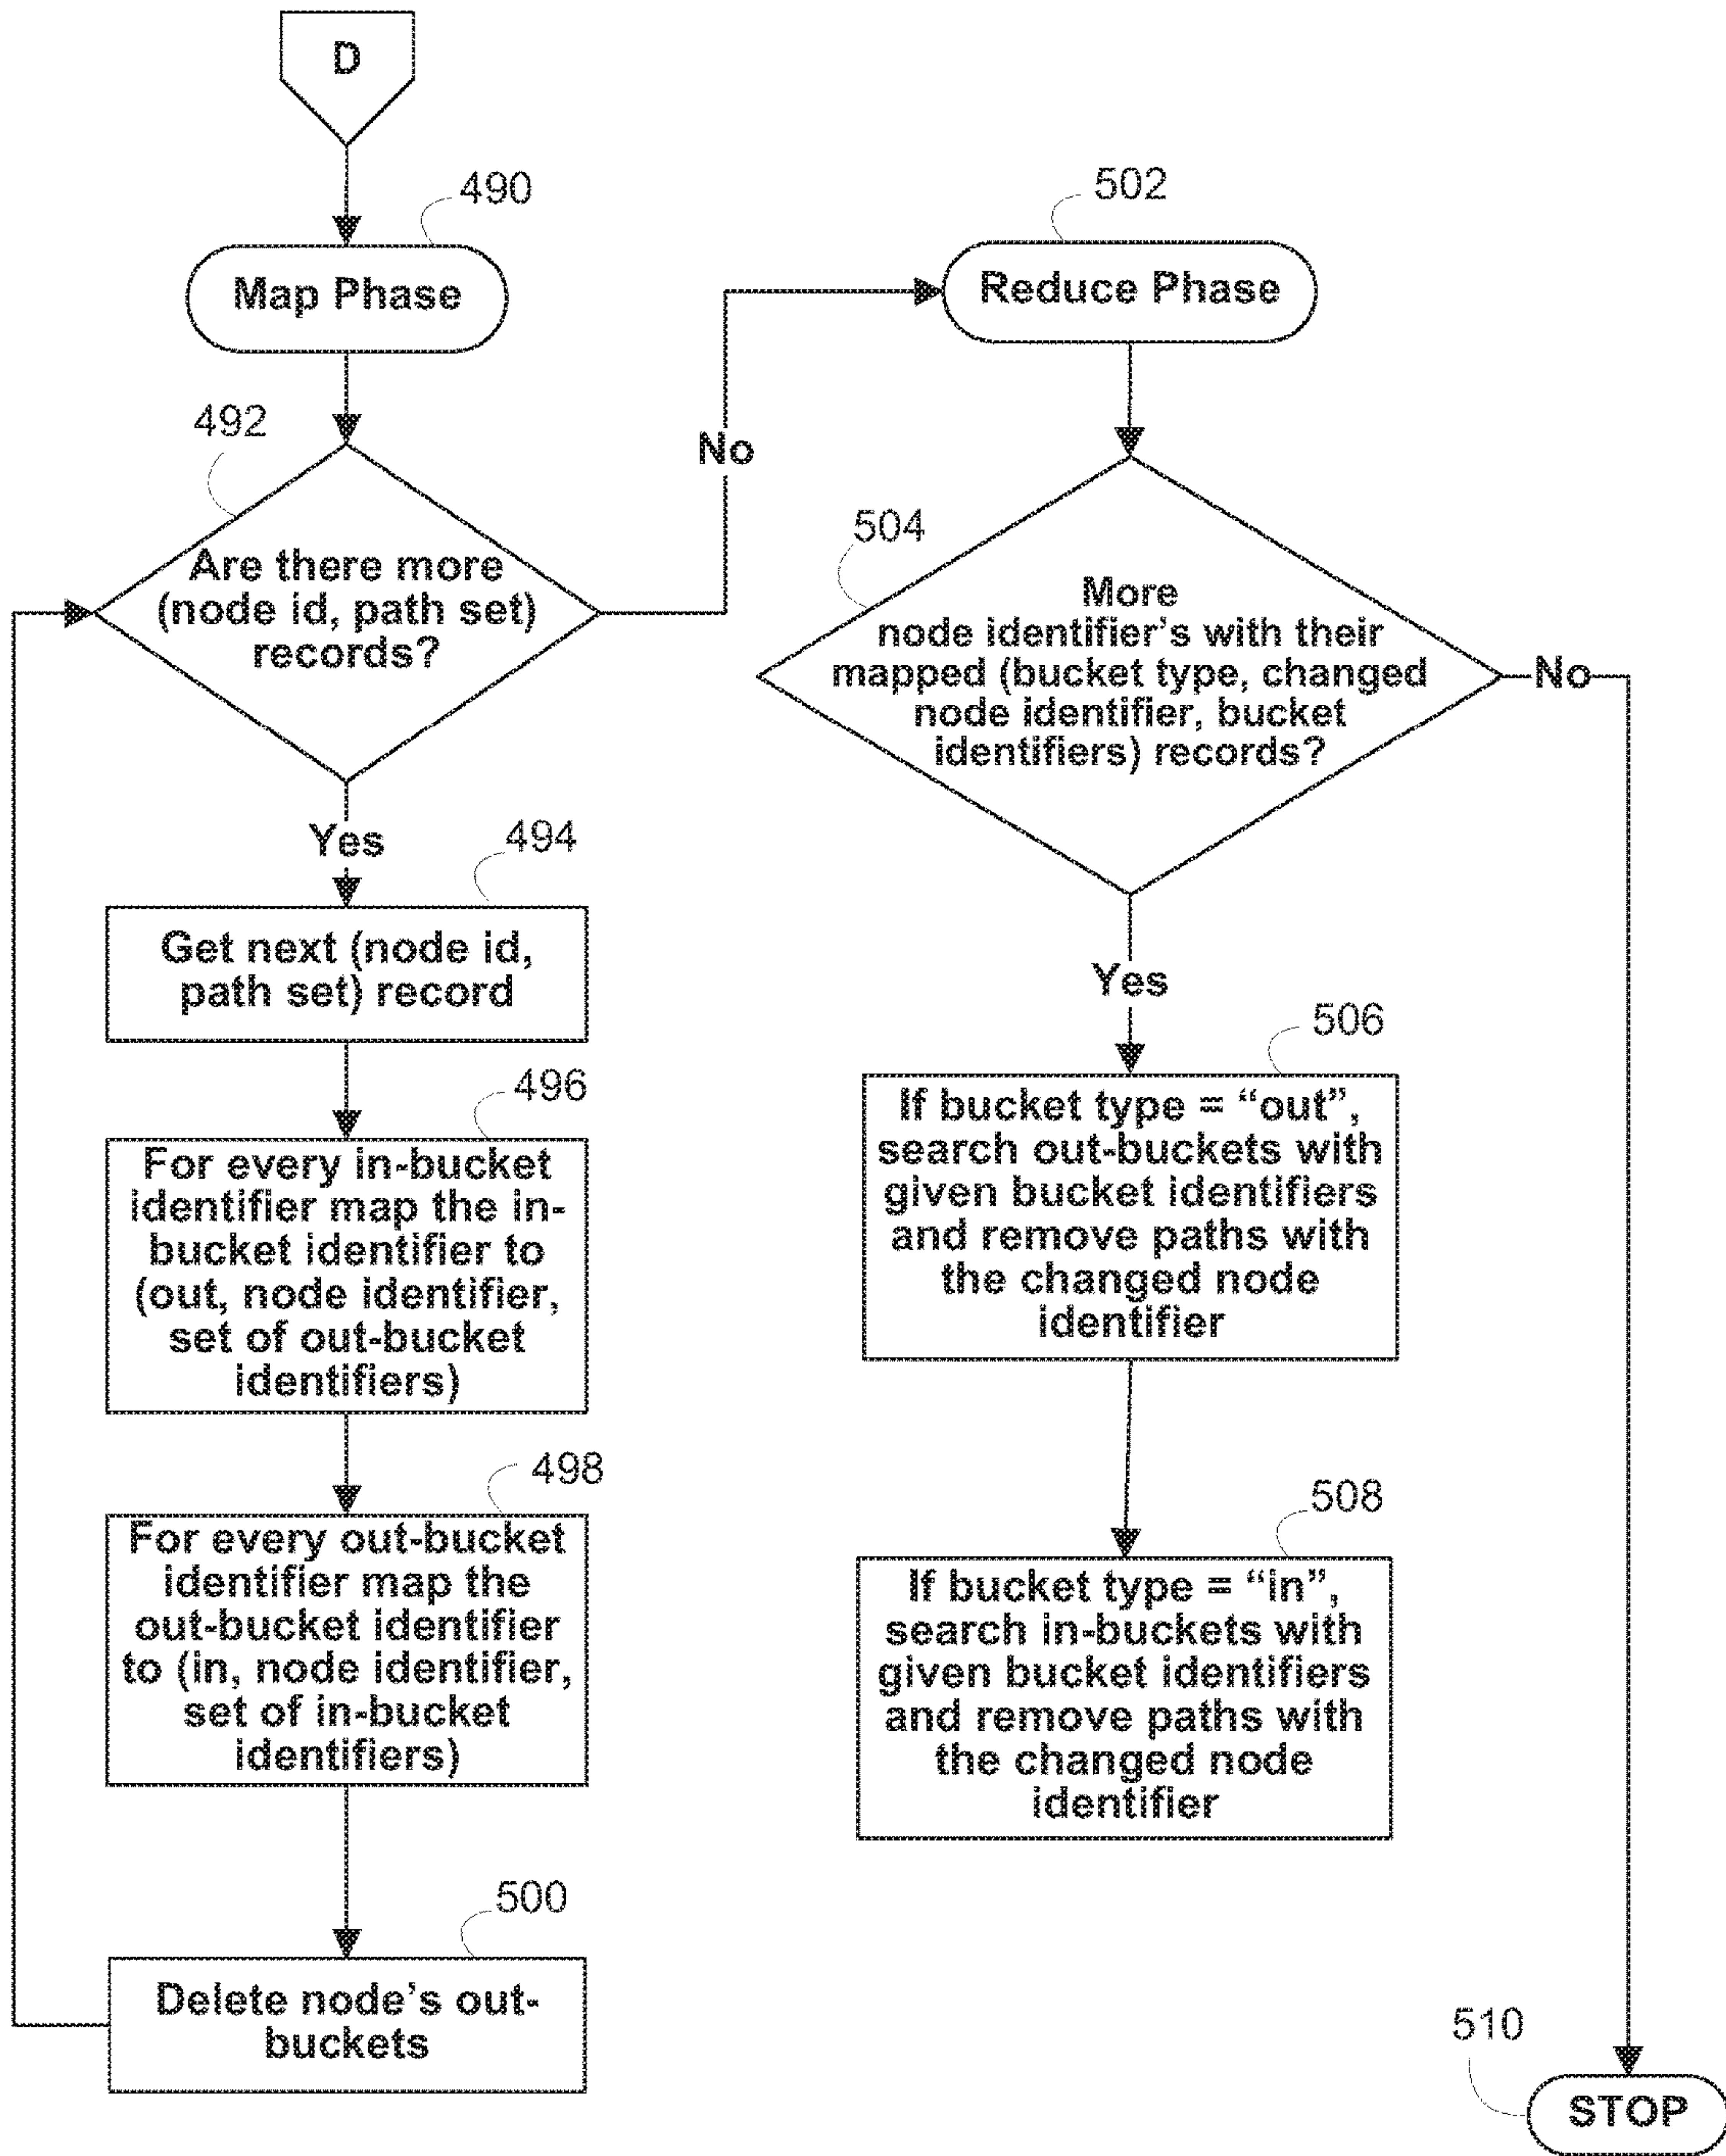 D
490
Map Phase
492
Are there more
(node id, path set)
records?
No
Yes
494
Get next (node id,
path set) record
496
For every in-bucket
identifier map the in-
bucket identifier to
(out, node identifier,
set of out-bucket
identifiers)
498
For every out-bucket
identifier map the
out-bucket identifier
to (in, node identifier,
set of in-bucket
identifiers)
500
Delete node’s out-
buckets
502
Reduce Phase
504
More
node identifier’s with their
mapped (bucket type, changed
node identifier, bucket
identifiers) records?
No
Yes
506
If bucket type = “out”,
search out-buckets with
given bucket identifiers
and remove paths with
the changed node
identifier
508
If bucket type = “in”,
search in-buckets with
given bucket identifiers
and remove paths with
the changed node
identifier
510
STOP